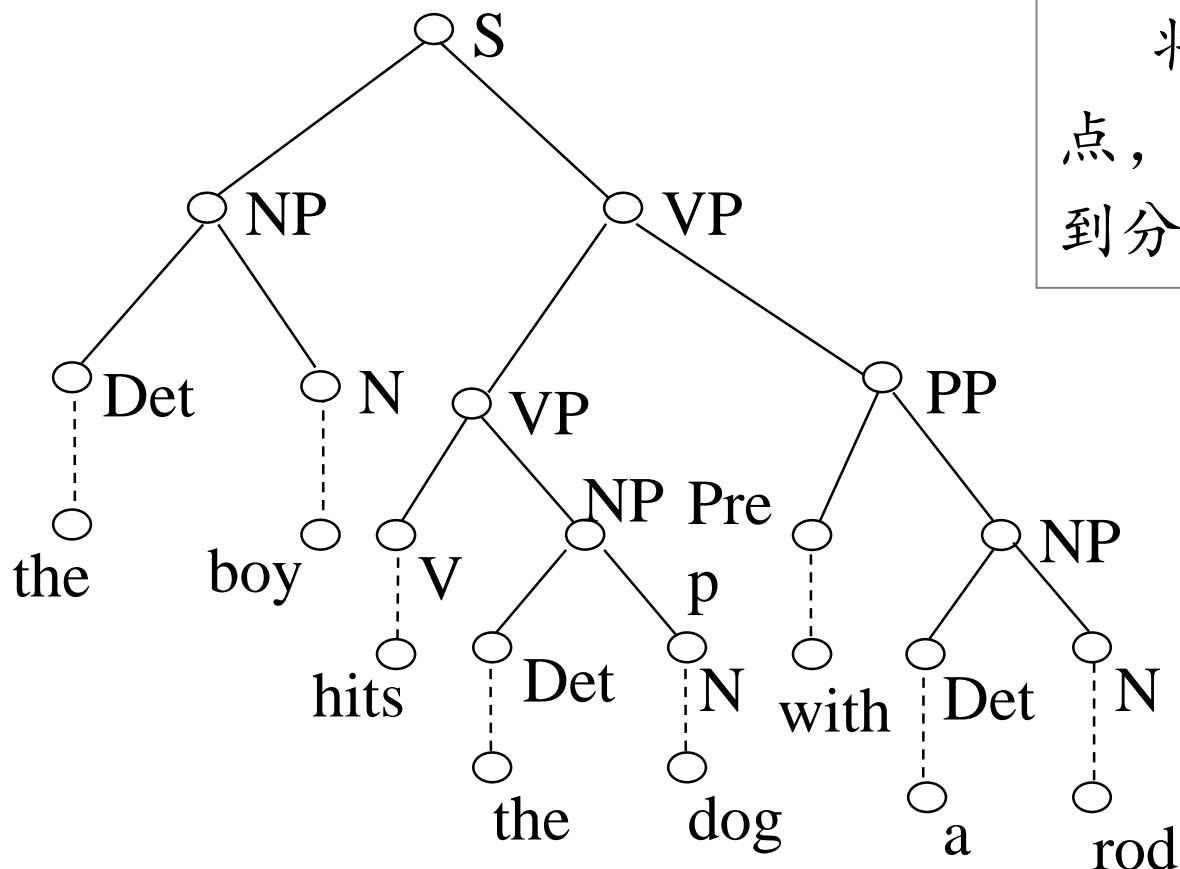 S
点，
到分
NP
VP
Det
N
VP
PP
NP
Prep
NP
the
boy
V
hits
Det
N
with
Det
N
the
dog
a
rod